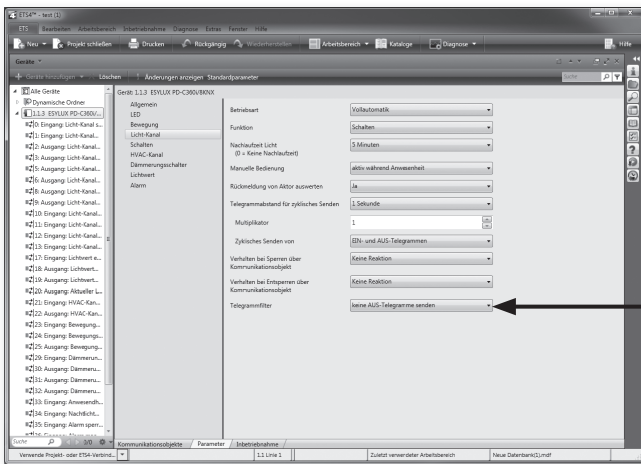 ETS4™ - test (1)
ETS Bearbeiten Arbeitsbereich Inbetriebnahme Diagnose Extras Fenster Hilfe
Neu Projekt schließen Drucken Rückgängig Wiederherstellen Arbeitsbereich Kataloge Diagnose Hilfe
Geräte
Geräte hinzufügen Löschen Änderungen anzeigen Standardparameter Suche
Alle Geräte
Dynamische Ordner
1.1.3 ESYLUX PD-C360i/...
0: Eingang: Licht-Kanal s...
1: Eingang: Licht-Kanal...
2: Ausgang: Licht-Kanal...
3: Ausgang: Licht-Kanal...
5: Ausgang: Licht-Kanal...
6: Ausgang: Licht-Kanal...
8: Ausgang: Licht-Kanal...
9: Ausgang: Licht-Kanal...
10: Eingang: Licht-Kanal...
11: Eingang: Licht-Kanal...
12: Eingang: Licht-Kanal...
13: Eingang: Licht-Kanal...
17: Eingang: Lichtwert e...
18: Ausgang: Lichtwert...
19: Ausgang: Lichtwert...
20: Ausgang: Aktueller L...
21: Eingang: HVAC-Kan...
22: Ausgang: HVAC-Kan...
23: Eingang: Bewegung...
24: Eingang: Bewegungs...
25: Ausgang: Bewegung...
29: Eingang: Dämmerun...
30: Ausgang: Dämmeru...
31: Ausgang: Dämmeru...
32: Ausgang: Dämmeru...
33: Eingang: Anwesendh...
34: Eingang: Nachtlicht...
35: Eingang: Alarm sperr...
Suche 3/0
Gerät: 1.1.3 ESYLUX PD-C360i/8KNX
Allgemein
LED
Bewegung
Licht-Kanal
Schalten
HVAC-Kanal
Dämmerungsschalter
Lichtwert
Alarm
Betriebsart Vollautomatik
Funktion Schalten
Nachlaufzeit Licht 5 Minuten
(0 = Keine Nachlaufzeit)
Manuelle Bedienung aktiv während Anwesenheit
Rückmeldung von Aktor auswerten Ja
Telegrammabstand für zyklisches Senden 1 Sekunde
Multiplikator 1
Zyklisches Senden von EIN- und AUS-Telegrammen
Verhalten bei Sperren über Keine Reaktion
Kommunikationsobjekt
Verhalten bei Entsperren über Keine Reaktion
Kommunikationsobjekt
Telegrammfilter keine AUS-Telegramme senden
Kommunikationsobjekte Parameter Inbetriebnahme
Verwende Projekt- oder ETS4-Verbind... 1.1 Linie 1 Zuletzt verwendeter Arbeitsbereich Neue Datenbank(1).mdf